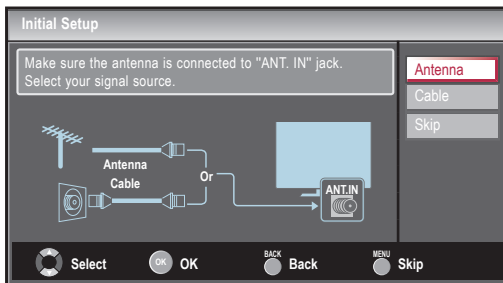 Initial Setup
Make sure the antenna is connected to "ANT. IN" jack.
Select your signal source.
Antenna
Cable
Skip
Antenna
Cable
Or
ANT.IN
Select
OK
OK
BACK
Back
MENU
Skip